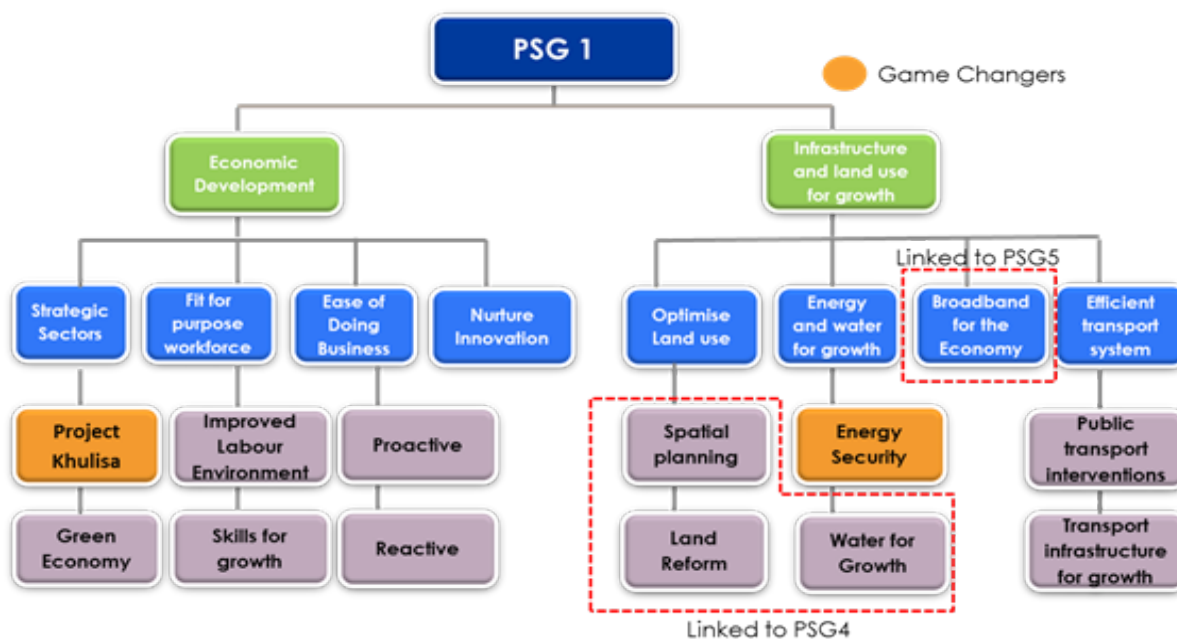 PSG 1
Game Changers
Economic
Development
Infrastructure
and land use
for growth
Linked to PSG5
Strategic
Sectors
Fit for
purpose
workforce
Ease of
Doing
Business
Nurture
Innovation
Optimise
Land use
Energy
and water
for growth
Broadband
for the
Economy
Efficient
transport
system
Project
Khulisa
Improved
Labour
Environment
Proactive
Spatial
planning
Energy
Security
Public
transport
interventions
Green
Economy
Skills for
growth
Reactive
Land
Reform
Water for
Growth
Transport
infrastructure
for growth
Linked to PSG4